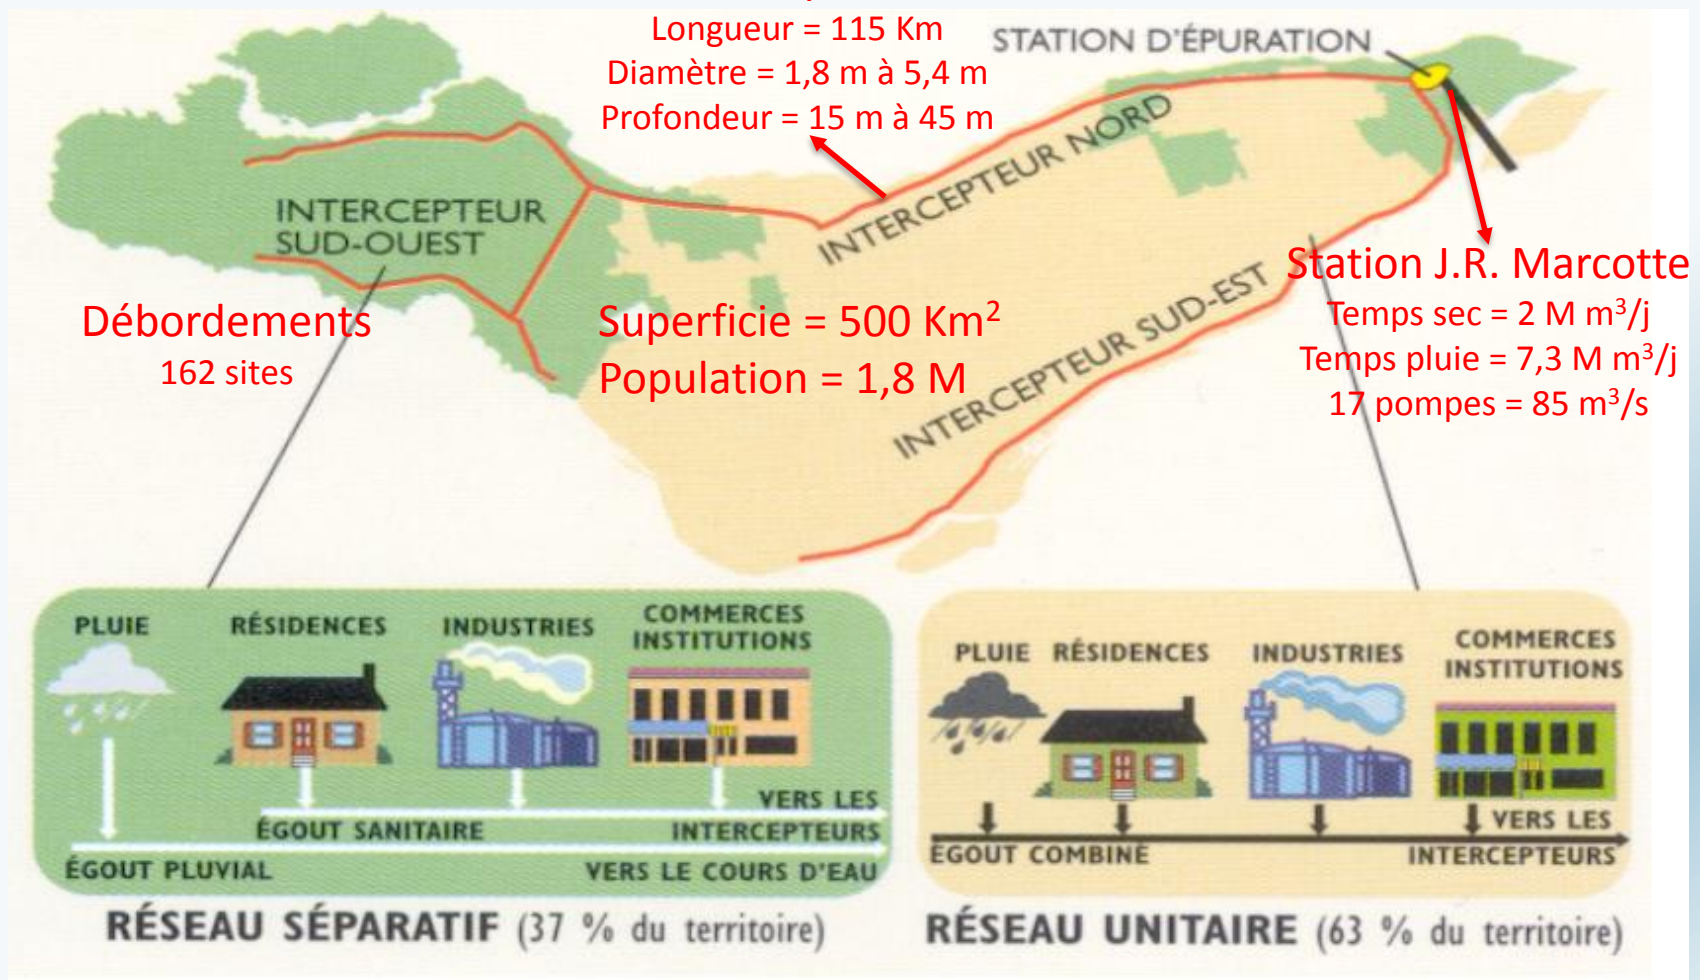 Longueur = 115 Km
Diamètre = 1,8 m à 5,4 m
Profondeur = 15 m à 45 m
STATION D'ÉPURATION
INTERCEPTEUR NORD
INTERCEPTEUR
SUD-OUEST
INTERCEPTEUR SUD-EST
Station J.R. Marcotte
Temps sec = 2 M m³/j
Temps pluie = 7,3 M m³/j
17 pompes = 85 m³/s
Débordements
162 sites
Superficie = 500 Km²
Population = 1,8 M
PLUIE
RÉSIDENCES
INDUSTRIES
COMMERCES
INSTITUTIONS
VERS LES
ÉGOUT SANITAIRE
INTERCEPTEURS
ÉGOUT PLUVIAL
VERS LE COURS D'EAU
RÉSEAU SÉPARATIF (37 % du territoire)
PLUIE
RÉSIDENCES
INDUSTRIES
COMMERCES
INSTITUTIONS
VERS LES
ÉGOUT COMBINÉ
INTERCEPTEURS
RÉSEAU UNITAIRE (63 % du territoire)